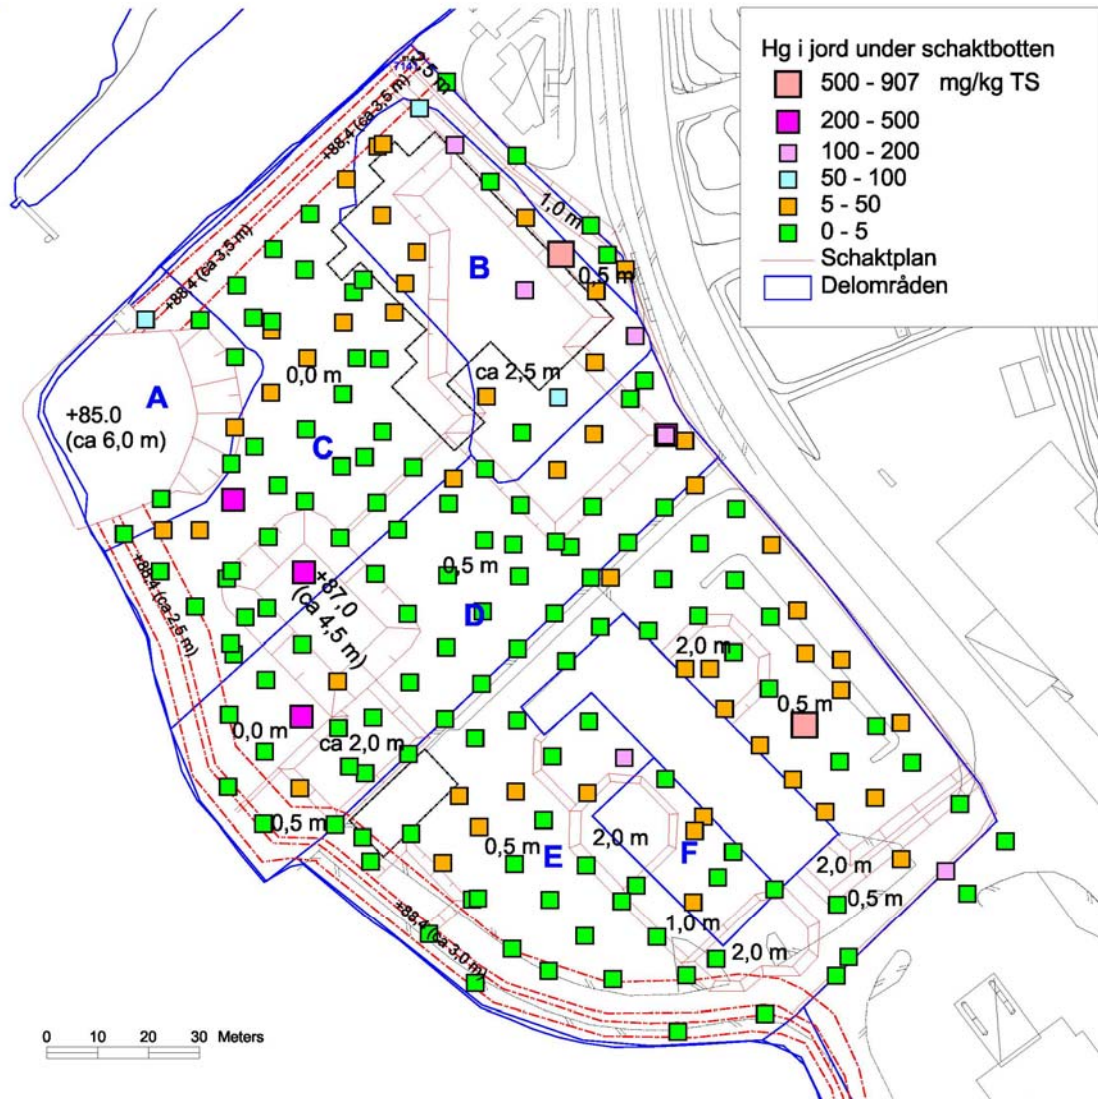 Hg i jord under schaktbotten
500 - 907 mg/kg TS
200 - 500
100 - 200
50 - 100
5 - 50
0 - 5
Schaktplan
Delområden
+88,4 (ca 3,5 m)
1,0 m
+88,4 (ca 3,5 m)
B
0,5 m
0,0 m
ca 2,5 m
A
+85.0
(ca 6,0 m)
C
+88,4 (ca 2,5 m)
+87,0
(ca 4,5 m)
0,5 m
D
2,0 m
0,5 m
0,0 m
ca 2,0 m
0,5 m
0,5 m
E
2,0 m
F
2,0 m
0,5 m
1,0 m
2,0 m
+88,4 (ca 3,0 m)
0 10 20 30 Meters